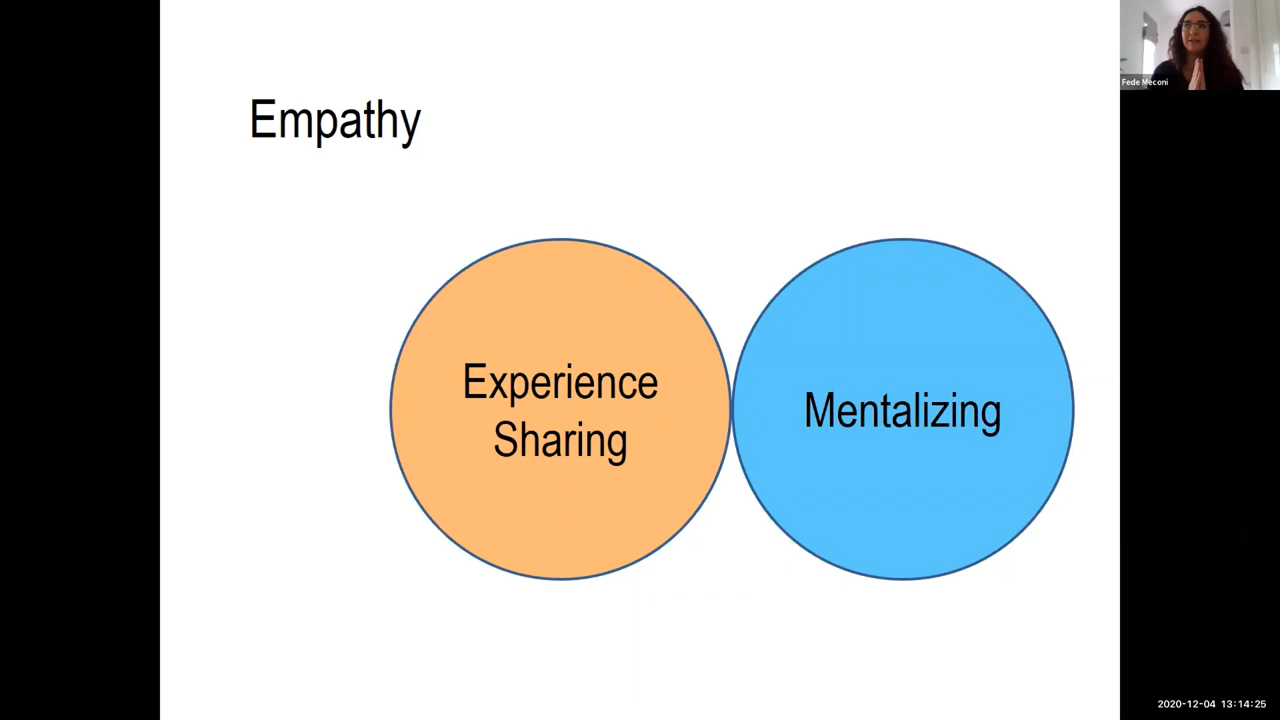 Fede Meconi
Empathy
Experience
Sharing
Mentalizing
2020-12-04 13:14:25